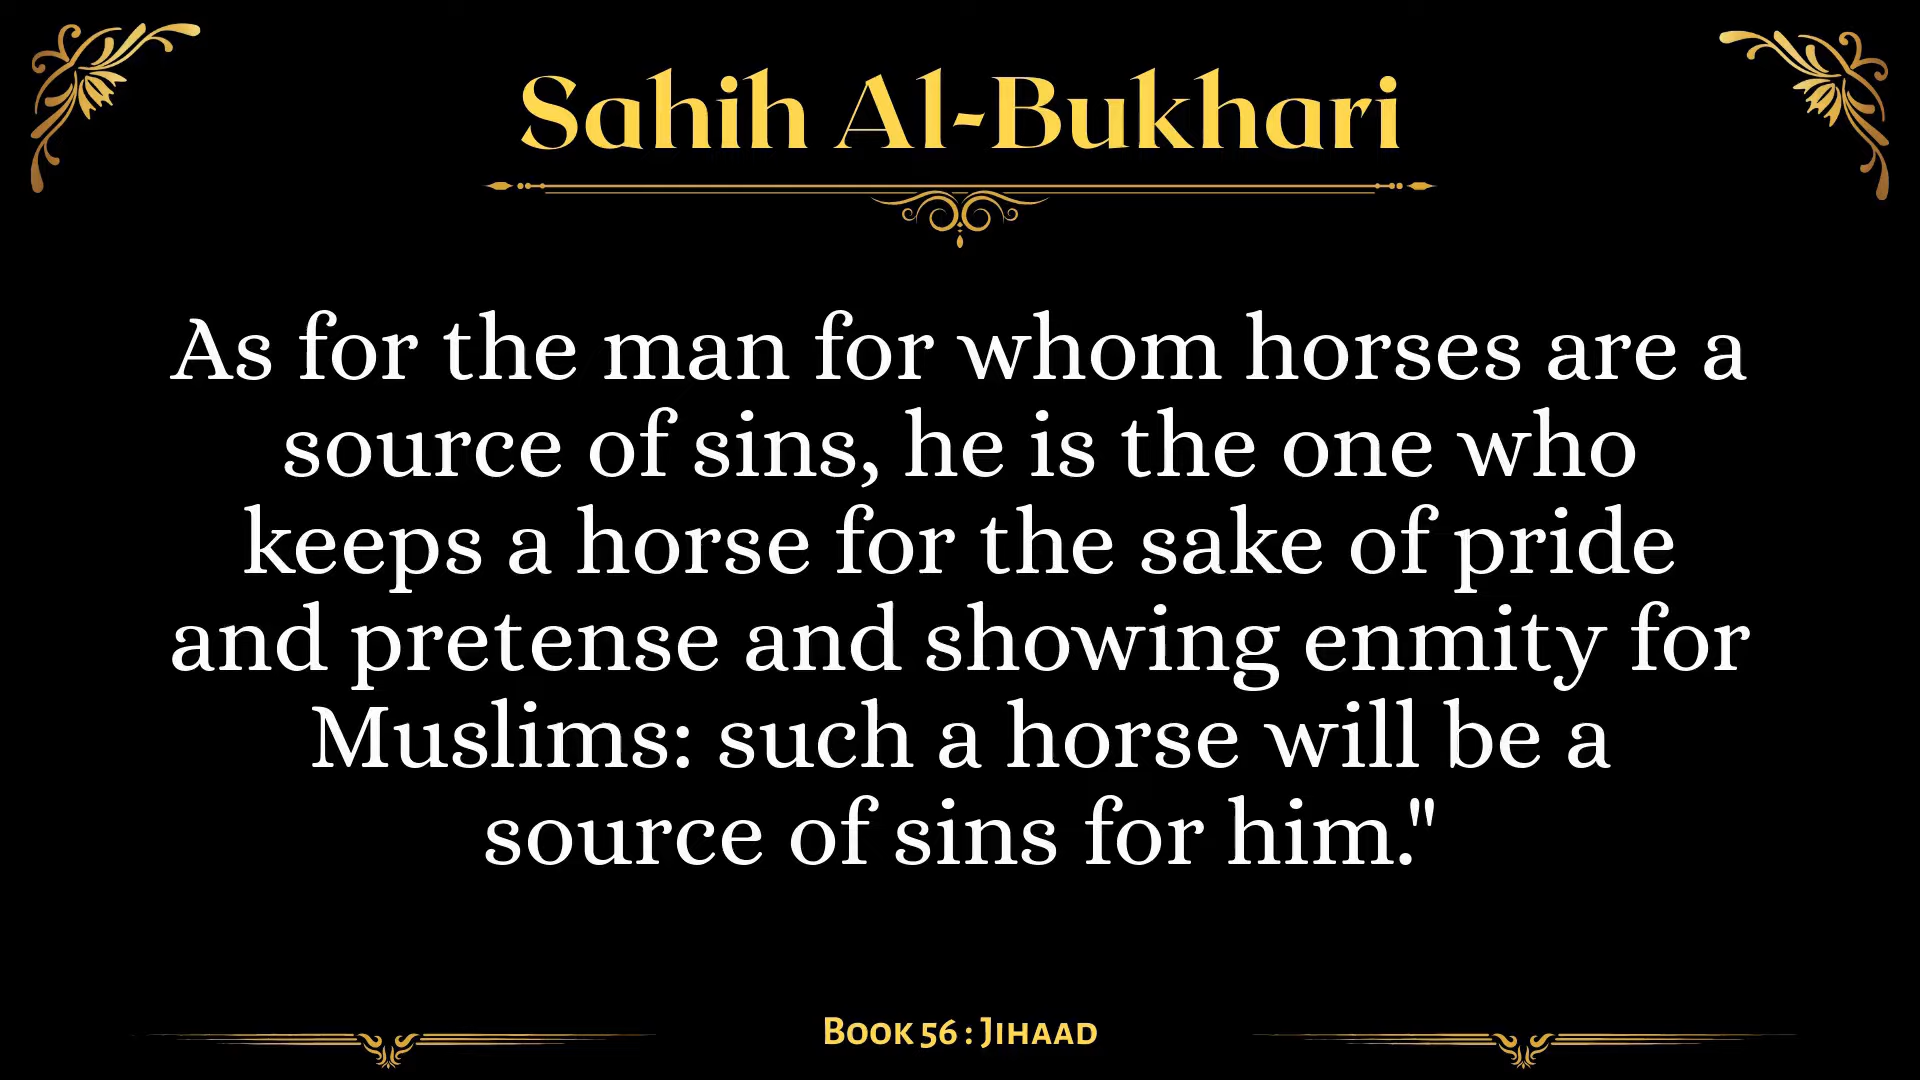 Sahih Al-Bukhari
As for the man for whom horses are a
source of sins, he is the one who
keeps a horse for the sake of pride
and pretense and showing enmity for
Muslims: such a horse will be a
source of sins for him."
Book 56 : Jihaad